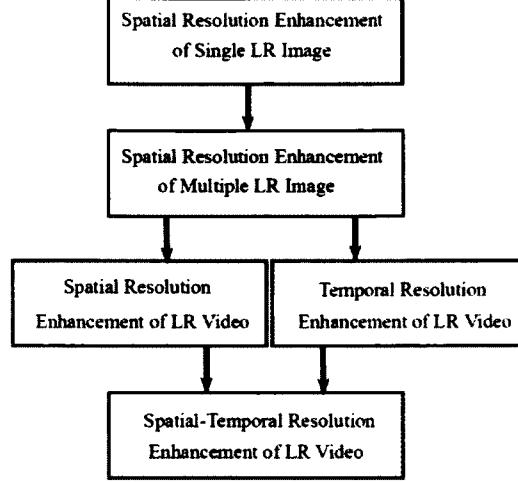 Spatial Resolution Enhancement
of Single LR Image
Spatial Resolution Enhancement
of Multiple LR Image
Spatial Resolution
Enhancement of LR Video
Temporal Resolution
Enhancement of LR Video
Spatial-Temporal Resolution
Enhancement of LR Video